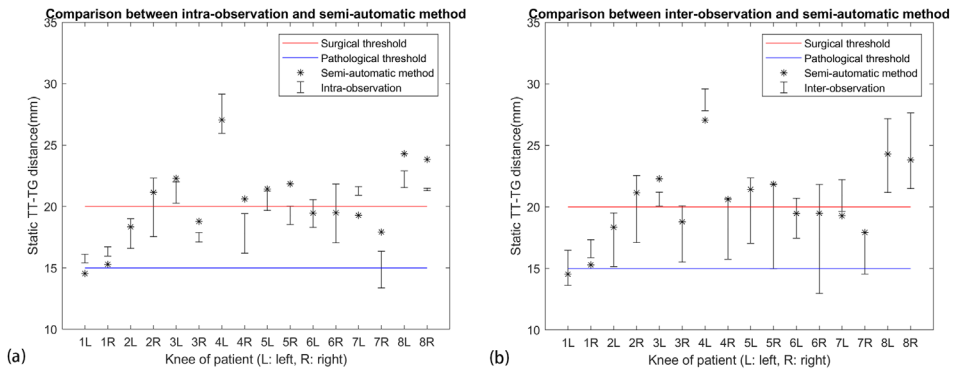 Comparison between intra-observation and semi-automatic method
35
30
25
20
15
10
Static TT-TG distance(mm)
Surgical threshold
Pathological threshold
Semi-automatic method
Intra-observation
1L 1R 2L 2R 3L 3R 4L 4R 5L 5R 6L 6R 7L 7R 8L 8R
Knee of patient (L: left, R: right)
(a)
Comparison between inter-observation and semi-automatic method
35
30
25
20
15
10
Static TT-TG distance(mm)
Surgical threshold
Pathological threshold
Semi-automatic method
Inter-observation
1L 1R 2L 2R 3L 3R 4L 4R 5L 5R 6L 6R 7L 7R 8L 8R
Knee of patient (L: left, R: right)
(b)